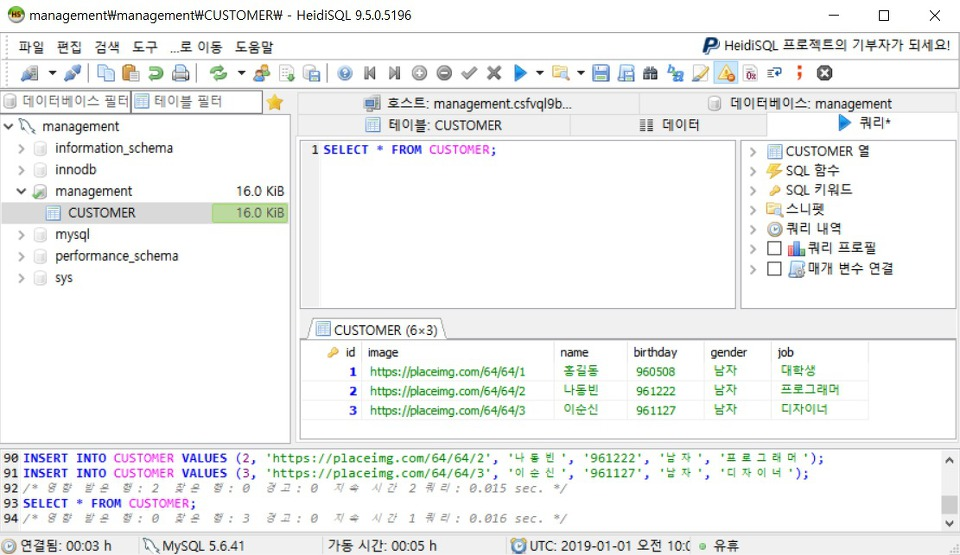 management₩management₩CUSTOMER₩ - HeidiSQL 9.5.0.5196
파일 편집 검색 도구 ...로 이동 도움말
HeidiSQL 프로젝트의 기부자가 되세요!
데이터베이스 필터 테이블 필터
호스트: management.csfvql9b... 데이터베이스: management
테이블: CUSTOMER 데이터 쿼리*
management
information_schema
innodb
management 16.0 KiB
CUSTOMER 16.0 KiB
mysql
performance_schema
sys
1 SELECT * FROM CUSTOMER;
CUSTOMER 열
SQL 함수
SQL 키워드
스니펫
쿼리 내역
쿼리 프로필
매개 변수 연결
CUSTOMER (6×3)
id image name birthday gender job
1 https://placeimg.com/64/64/1 홍길동 960508 남자 대학생
2 https://placeimg.com/64/64/2 나동빈 961222 남자 프로그래머
3 https://placeimg.com/64/64/3 이순신 961127 남자 디자이너
90 INSERT INTO CUSTOMER VALUES (2, 'https://placeimg.com/64/64/2', '나동빈', '961222', '남자', '프로그래머');
91 INSERT INTO CUSTOMER VALUES (3, 'https://placeimg.com/64/64/3', '이순신', '961127', '남자', '디자이너');
92 /* 영향 받은 행: 2 찾은 행: 0 경고: 0 지속 시간 2 쿼리: 0.015 sec. */
93 SELECT * FROM CUSTOMER;
94 /* 영향 받은 행: 0 찾은 행: 3 경고: 0 지속 시간 1 쿼리: 0.016 sec. */
연결됨: 00:03 h MySQL 5.6.41 가동 시간: 00:05 h UTC: 2019-01-01 오전 10:0 유휴